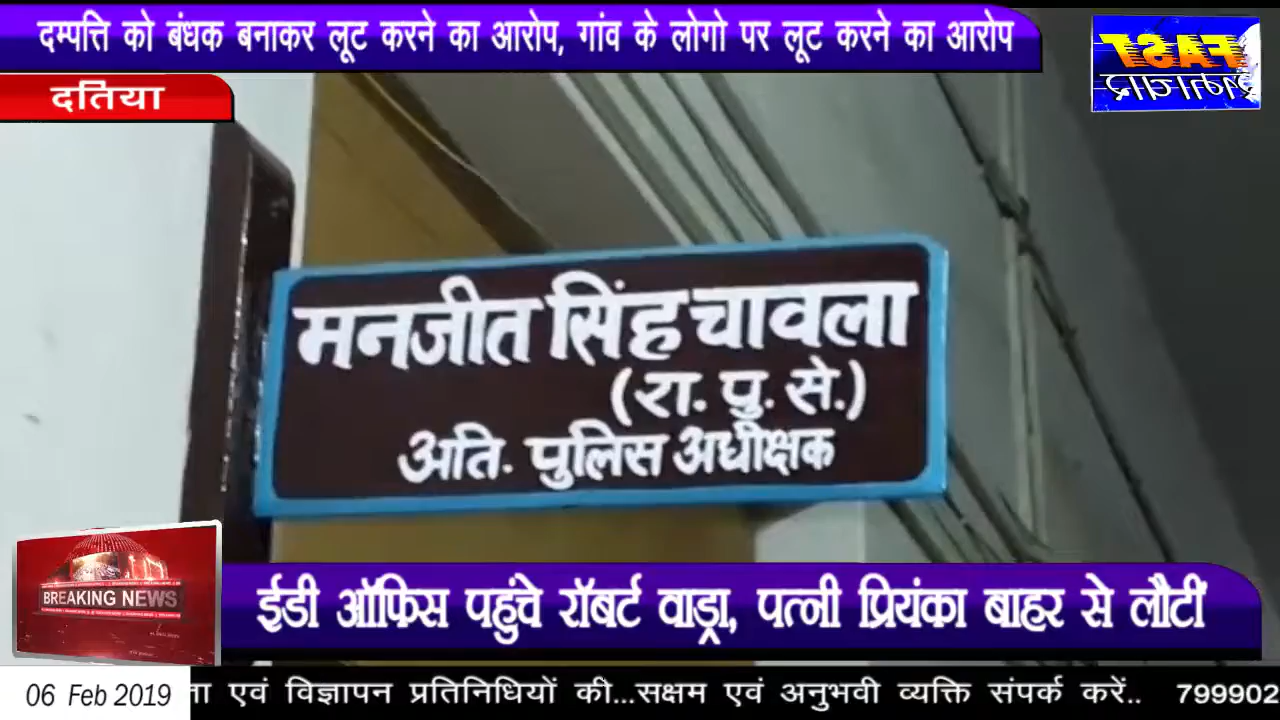 दम्पत्ति को बंधक बनाकर लूट करने का आरोप, गांव के लोगो पर लूट करने का आरोप
FAST
समाचार
दतिया
मनजीत सिंह चावला
(रा. पु. से.)
अति. पुलिस अधीक्षक
BREAKING NEWS
ईडी ऑफिस पहुंचे रॉबर्ट वाड्रा, पत्नी प्रियंका बाहर से लौटीं
06 Feb 2019
ता एवं विज्ञापन प्रतिनिधियों की...सक्षम एवं अनुभवी व्यक्ति संपर्क करें.. 799902